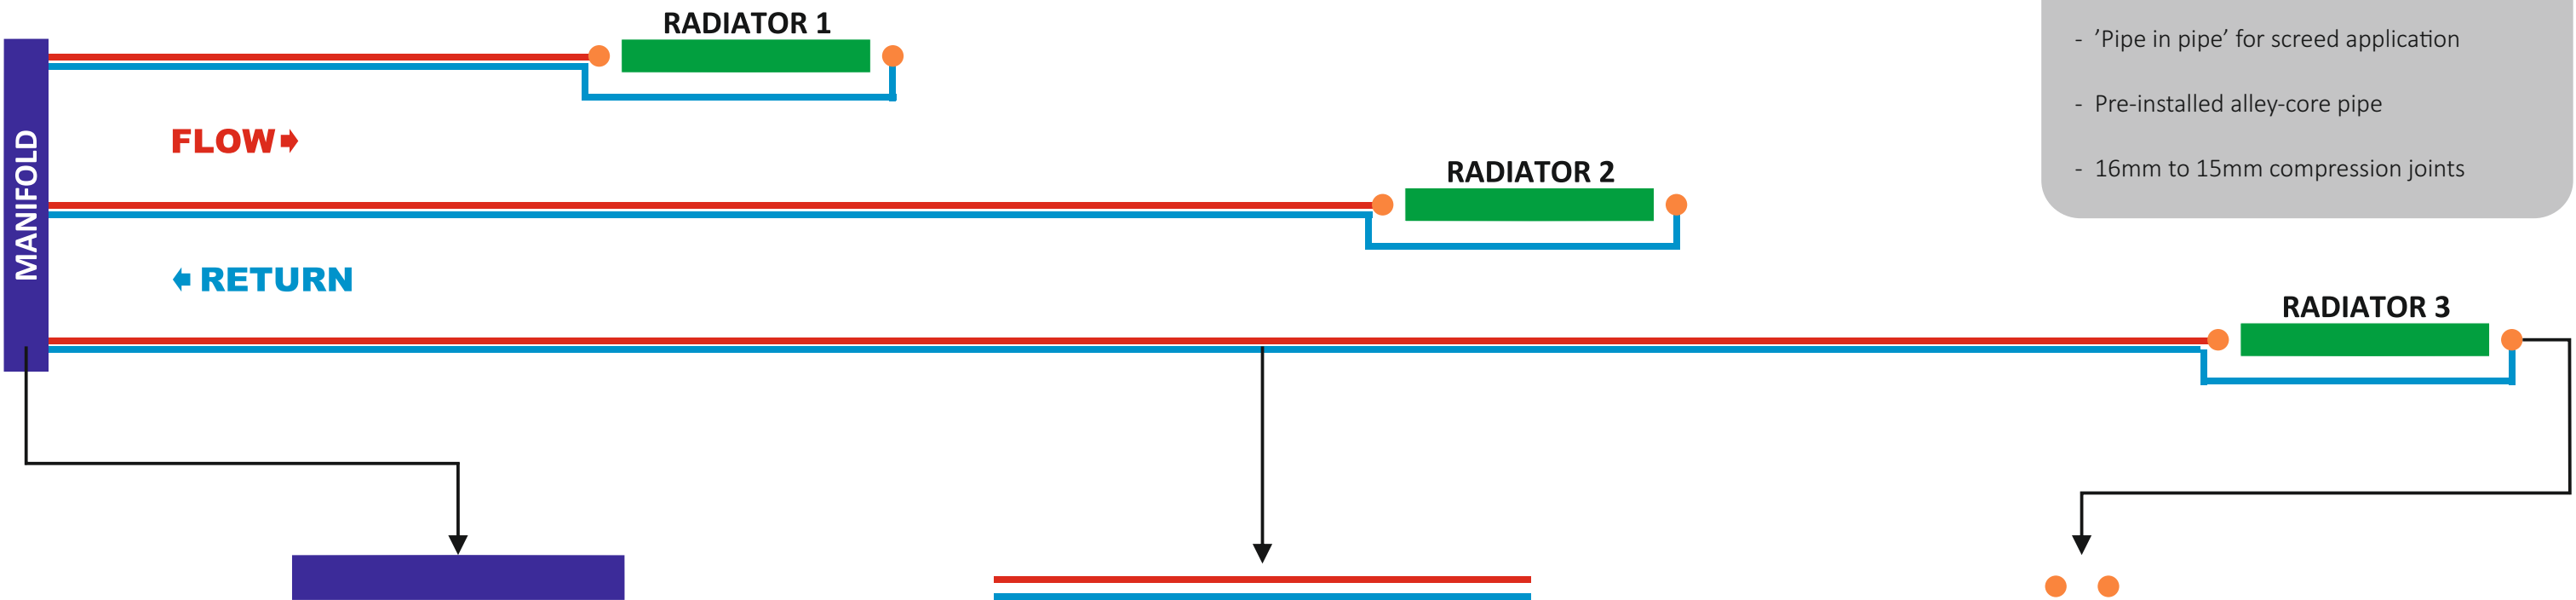 RADIATOR 1
- ’Pipe in pipe’ for screed application
- Pre-installed alley-core pipe
FLOW
MANIFOLD
RADIATOR 2
- 16mm to 15mm compression joints
RETURN
RADIATOR 3